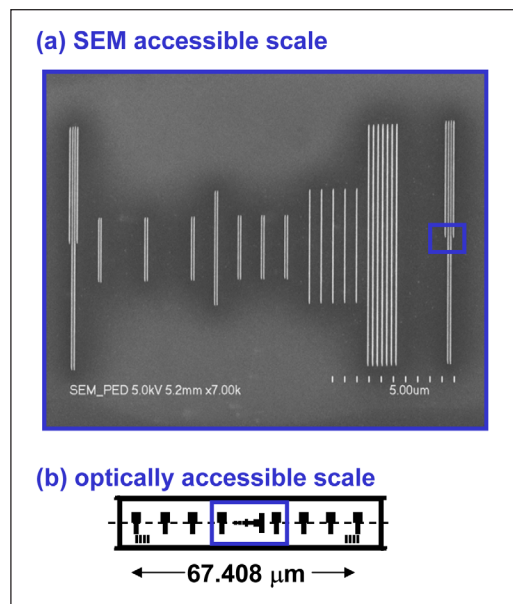 (a) SEM accessible scale
SEM_PED 5.0kV 5.2mm x7.00k 5.00um
(b) optically accessible scale
67.408 μm